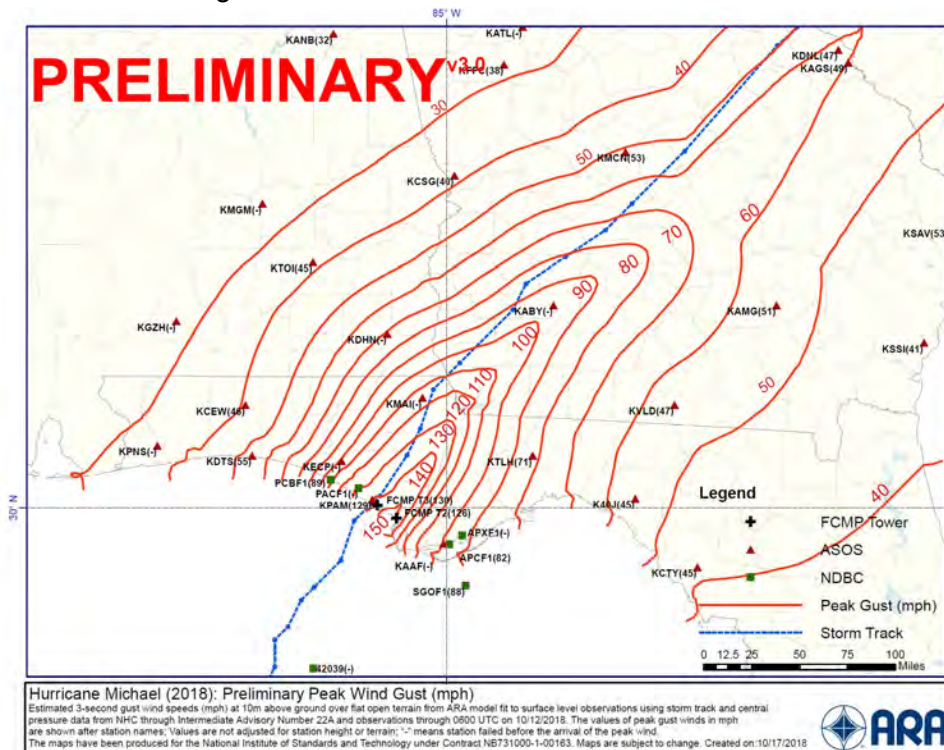 85° W
KANB(32)
KATL(-)
KDNL(47)
KAGS(49)
PRELIMINARY v3.0
KFFC(38)
40
30
50
KMCN(53)
KCSG(40)
KMGM(-)
60
KSAV(53
70
KTOI(45)
80
90
KABY(-)
KAMG(51)
KGZH(-)
100
KDHN(-)
KSSI(41)
110
50
120
KMAI(-)
KCEW(46)
KVLD(47)
130
KPNS(-)
KDTS(55)
KECP(-)
KTLH(71)
140
PCBF1(89)
PACF1(-)
40
30° N
KPAM(129)
FCMP T3(130)
K40J(45)
150
FCMP T2(126)
APXE1(-)
KAAF(-)
APCF1(82)
KCTY(45)
SGOF1(88)
42039(-)
Legend
FCMP Tower
ASOS
NDBC
Peak Gust (mph)
Storm Track
0 12.5 25 50 75 100
Miles
Hurricane Michael (2018): Preliminary Peak Wind Gust (mph)
Estimated 3-second gust wind speeds (mph) at 10m above ground over flat open terrain from ARA model fit to surface level observations using storm track and central
pressure data from NHC through Intermediate Advisory Number 22A and observations through 0600 UTC on 10/12/2018. The values of peak gust winds in mph
are shown after station names; Values are not adjusted for station height or terrain; "-" means station failed before the arrival of the peak wind.
The maps have been produced for the National Institute of Standards and Technology under Contract NB731000-1-00163. Maps are subject to change. Created on:10/17/2018
ARA